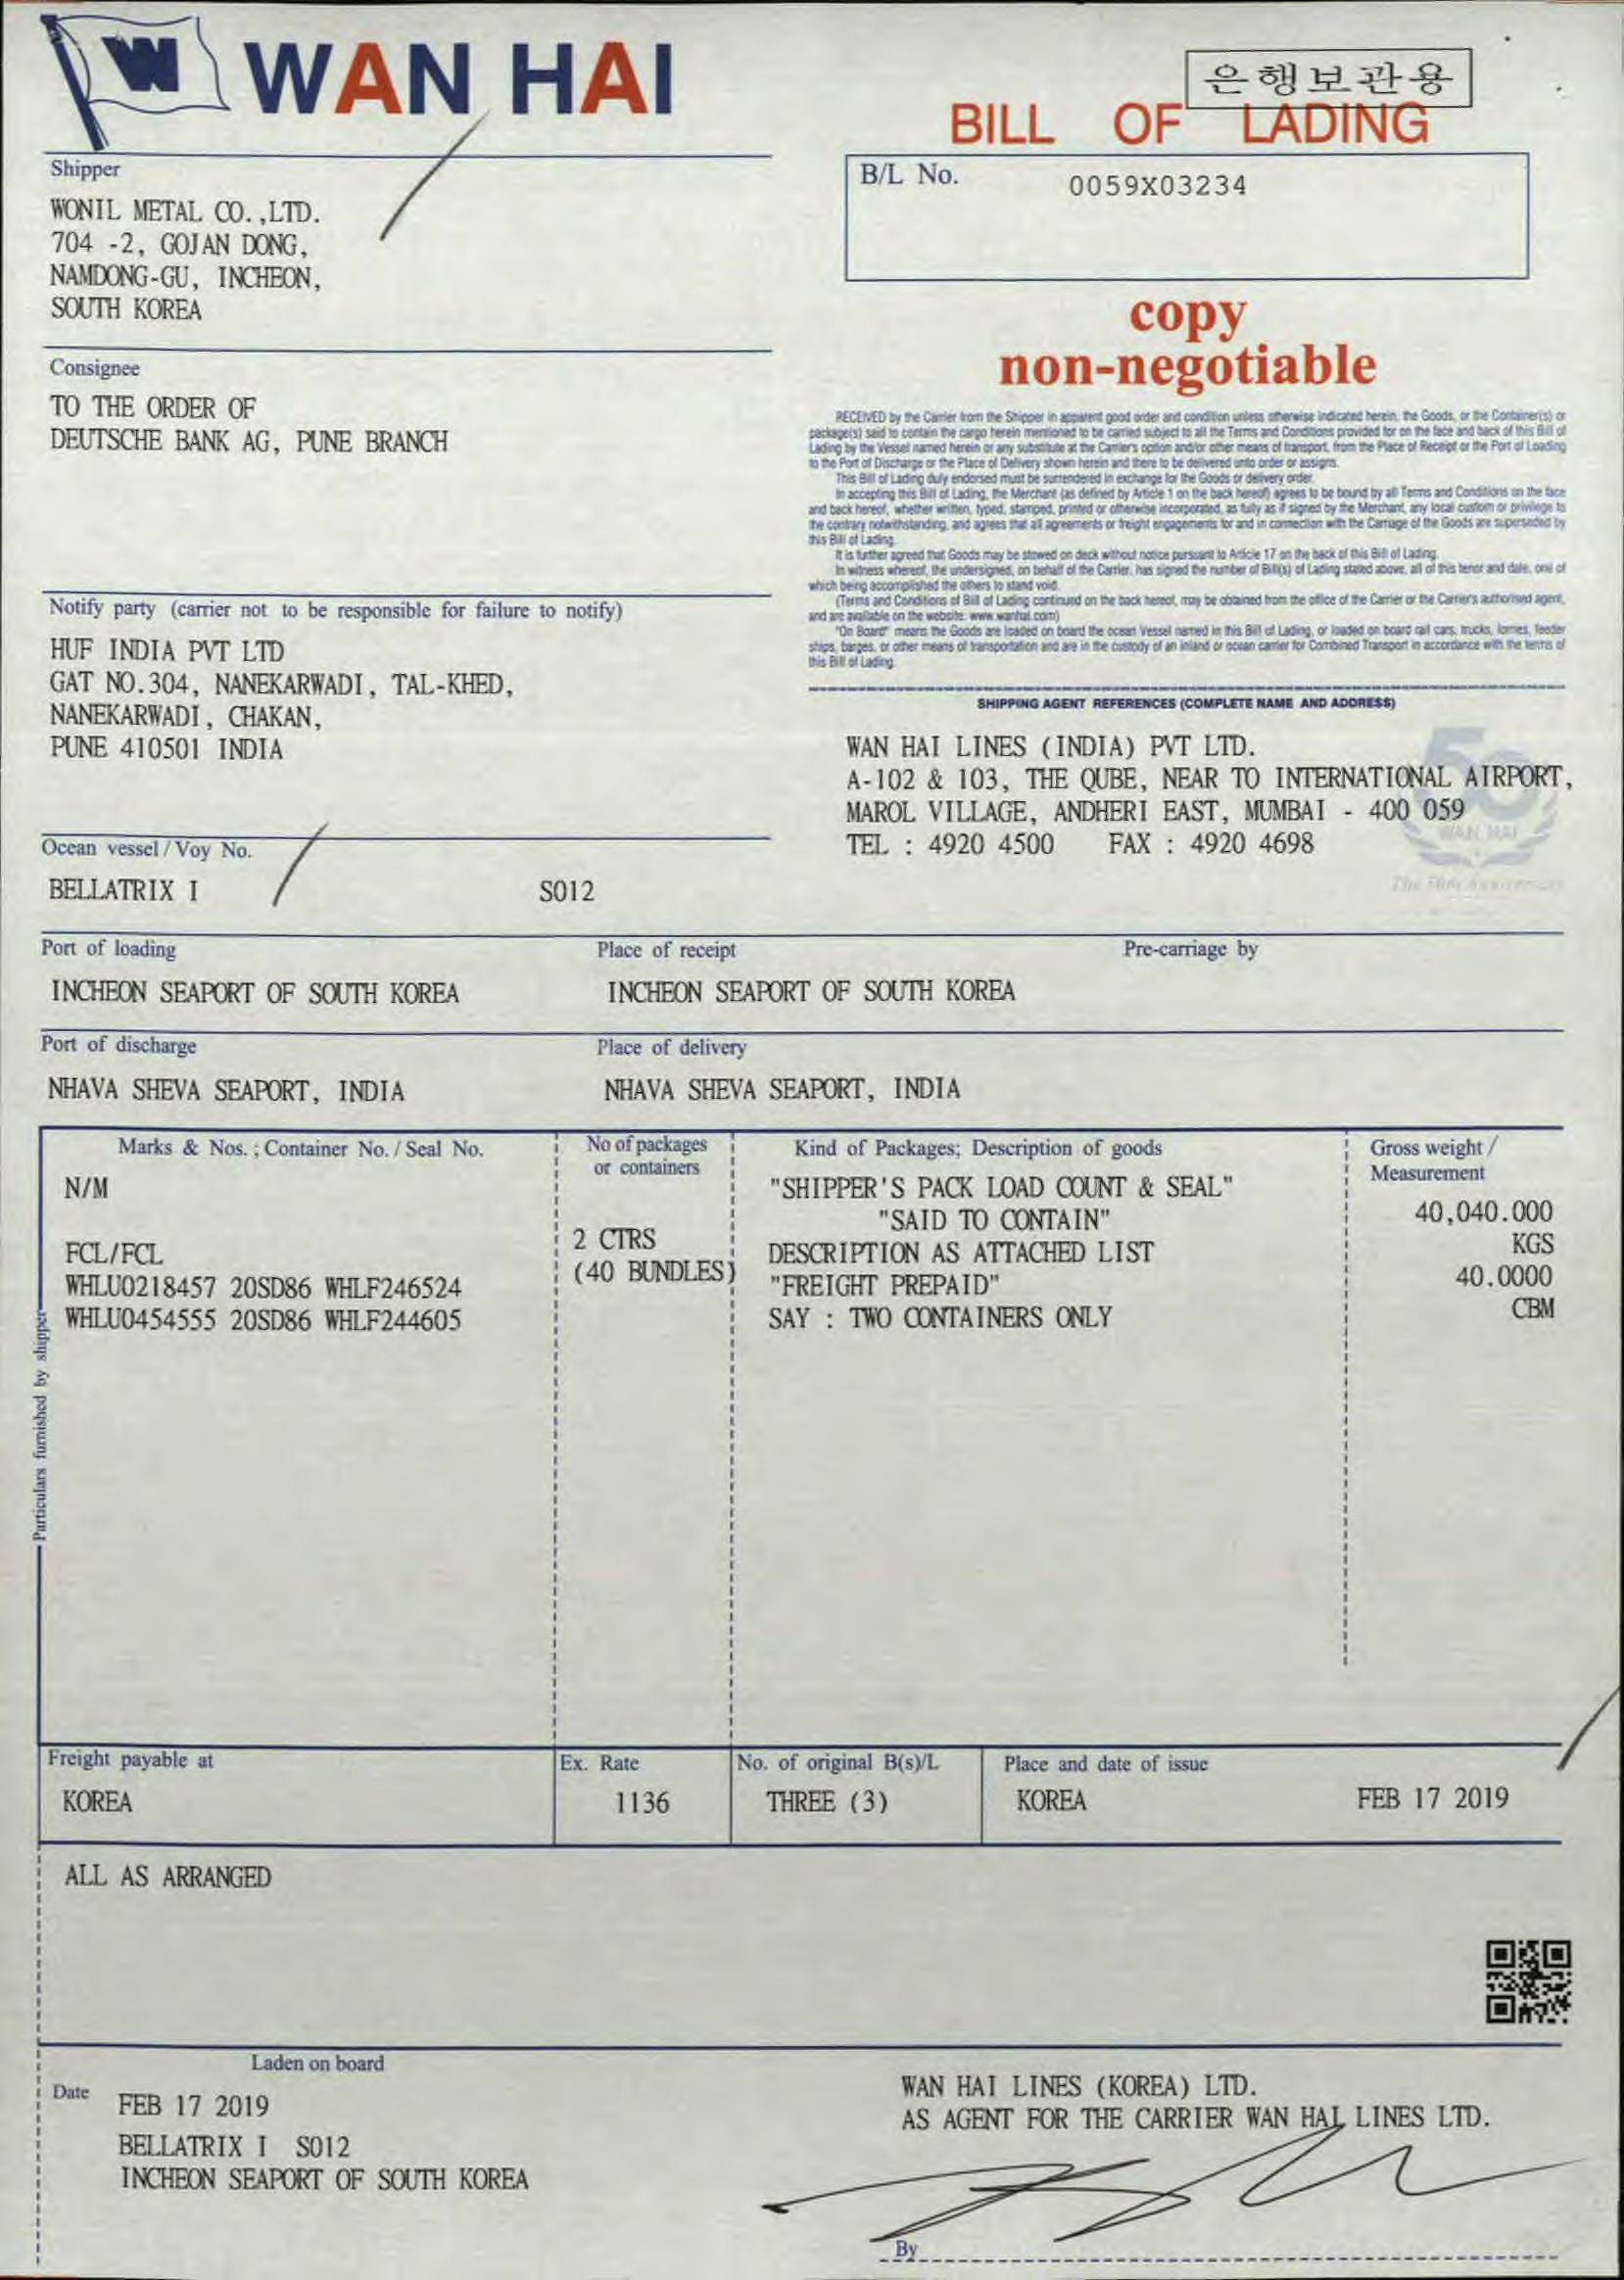 WAN HAI
은행보관용
BILL OF LADING
Shipper
WONIL METAL CO.,LTD.
704 -2, GOJAN DONG,
NAMDONG-GU, INCHEON,
SOUTH KOREA
B/L No. 0059X03234
copy
non-negotiable
Consignee
TO THE ORDER OF
DEUTSCHE BANK AG, PUNE BRANCH
RECEIVED by the Carrier from the Shipper in apparent good order and condition unless otherwise indicated herein, the Goods, or the Container(s) or
package(s) said to contain the cargo herein mentioned to be carried subject to all the Terms and Conditions provided for on the face and back of this Bill of
Lading by the Vessel named herein or any substitute at the Carrier's option and/or other means of transport, from the Place of Receipt or the Port of Loading
to the Port of Discharge or the Place of Delivery shown herein and there to be delivered unto order or assigns.
This Bill of Lading duly endorsed must be surrendered in exchange for the Goods or delivery order.
In accepting this Bill of Lading, the Merchant (as defined by Article 1 on the back hereof) agrees to be bound by all Terms and Conditions on the face
and back hereof, whether written, typed, stamped, printed or otherwise incorporated, as fully as if signed by the Merchant, any local custom or privilege to
the contrary notwithstanding, and agrees that all agreements or freight engagements for and in connection with the Carriage of the Goods are superseded by
this Bill of Lading.
It is further agreed that Goods may be stowed on deck without notice pursuant to Article 17 on the back of this Bill of Lading.
In witness whereof, the undersigned, on behalf of the Carrier, has signed the number of Bill(s) of Lading stated above, all of this tenor and date, one of
which being accomplished the others to stand void.
(Terms and Conditions of Bill of Lading continued on the back hereof, may be obtained from the office of the Carrier or the Carrier's authorised agent,
and are available on the website: www.wanhai.com)
"On Board" means the Goods are loaded on board the ocean Vessel named in this Bill of Lading, or loaded on board rail cars, trucks, lorries, feeder
ships, barges, or other means of transportation and are in the custody of an inland or ocean carrier for Combined Transport in accordance with the terms of
this Bill of Lading.
Notify party (carrier not to be responsible for failure to notify)
HUF INDIA PVT LTD
GAT NO.304, NANEKARWADI, TAL-KHED,
NANEKARWADI, CHAKAN,
PUNE 410501 INDIA
SHIPPING AGENT REFERENCES (COMPLETE NAME AND ADDRESS)
WAN HAI LINES (INDIA) PVT LTD.
A-102 & 103, THE QUBE, NEAR TO INTERNATIONAL AIRPORT,
MAROL VILLAGE, ANDHERI EAST, MUMBAI - 400 059
TEL : 4920 4500 FAX : 4920 4698
50
WAN HAI
The 50th Anniversary
Ocean vessel / Voy No.
BELLATRIX I S012
Port of loading Place of receipt Pre-carriage by
INCHEON SEAPORT OF SOUTH KOREA INCHEON SEAPORT OF SOUTH KOREA
Port of discharge Place of delivery
NHAVA SHEVA SEAPORT, INDIA NHAVA SHEVA SEAPORT, INDIA
Particulars furnished by shipper
Marks & Nos. ; Container No. / Seal No.
N/M
FCL/FCL
WHLU0218457 20SD86 WHLF246524
WHLU0454555 20SD86 WHLF244605
No of packages
or containers
2 CTRS
(40 BUNDLES)
Kind of Packages; Description of goods
"SHIPPER'S PACK LOAD COUNT & SEAL"
"SAID TO CONTAIN"
DESCRIPTION AS ATTACHED LIST
"FREIGHT PREPAID"
SAY : TWO CONTAINERS ONLY
Gross weight /
Measurement
40,040.000
KGS
40.0000
CBM
Freight payable at Ex. Rate No. of original B(s)/L Place and date of issue
KOREA 1136 THREE (3) KOREA FEB 17 2019
ALL AS ARRANGED
Laden on board
Date FEB 17 2019
BELLATRIX I S012
INCHEON SEAPORT OF SOUTH KOREA
WAN HAI LINES (KOREA) LTD.
AS AGENT FOR THE CARRIER WAN HAI LINES LTD.
By